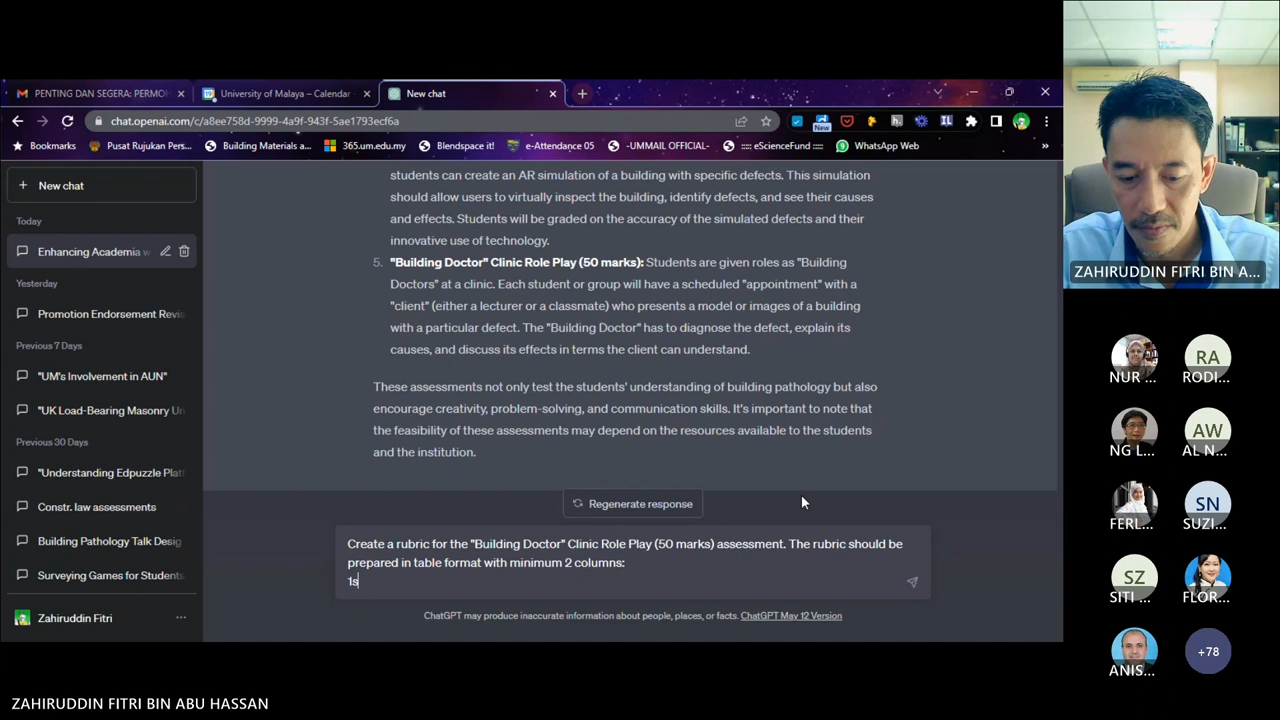 PENTING DAN SEGERA: PERMOH
University of Malaya – Calendar
New chat
chat.openai.com/c/a8ee758d-9999-4a9f-943f-5ae1793ecf6a
New
Bookmarks
Pusat Rujukan Pers...
Building Materials a...
365.um.edu.my
Blendspace it!
e-Attendance 05
-UMMAIL OFFICIAL-
::::: eScienceFund :::::
WhatsApp Web
»
+ New chat
Today
Enhancing Academia w
Yesterday
Promotion Endorsement Revie
Previous 7 Days
"UM's Involvement in AUN"
"UK Load-Bearing Masonry Un
Previous 30 Days
"Understanding Edpuzzle Platf
Constr. law assessments
Building Pathology Talk Desig
Surveying Games for Students
Zahiruddin Fitri
students can create an AR simulation of a building with specific defects. This simulation
should allow users to virtually inspect the building, identify defects, and see their causes
and effects. Students will be graded on the accuracy of the simulated defects and their
innovative use of technology.
5. "Building Doctor" Clinic Role Play (50 marks): Students are given roles as "Building
Doctors" at a clinic. Each student or group will have a scheduled "appointment" with a
"client" (either a lecturer or a classmate) who presents a model or images of a building
with a particular defect. The "Building Doctor" has to diagnose the defect, explain its
causes, and discuss its effects in terms the client can understand.
These assessments not only test the students' understanding of building pathology but also
encourage creativity, problem-solving, and communication skills. It's important to note that
the feasibility of these assessments may depend on the resources available to the students
and the institution.
Regenerate response
Create a rubric for the "Building Doctor" Clinic Role Play (50 marks) assessment. The rubric should be
prepared in table format with minimum 2 columns:
1s
ChatGPT may produce inaccurate information about people, places, or facts. ChatGPT May 12 Version
ZAHIRUDDIN FITRI BIN A...
RA
NUR ...
RODI...
AW
NG L...
AL N...
SN
FERL...
SUZI...
SZ
SITI ...
FLOR...
+78
ANIS...
ZAHIRUDDIN FITRI BIN ABU HASSAN